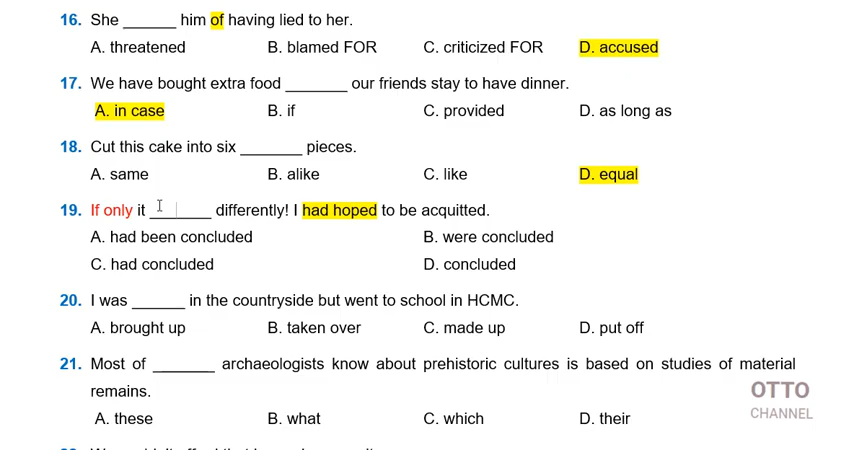 16. She ______ him of having lied to her.
A. threatened B. blamed FOR C. criticized FOR D. accused
17. We have bought extra food _______ our friends stay to have dinner.
A. in case B. if C. provided D. as long as
18. Cut this cake into six _______ pieces.
A. same B. alike C. like D. equal
19. If only it _______ differently! I had hoped to be acquitted.
A. had been concluded B. were concluded
C. had concluded D. concluded
20. I was ______ in the countryside but went to school in HCMC.
A. brought up B. taken over C. made up D. put off
21. Most of _______ archaeologists know about prehistoric cultures is based on studies of material
remains.
OTTO
CHANNEL
A. these B. what C. which D. their